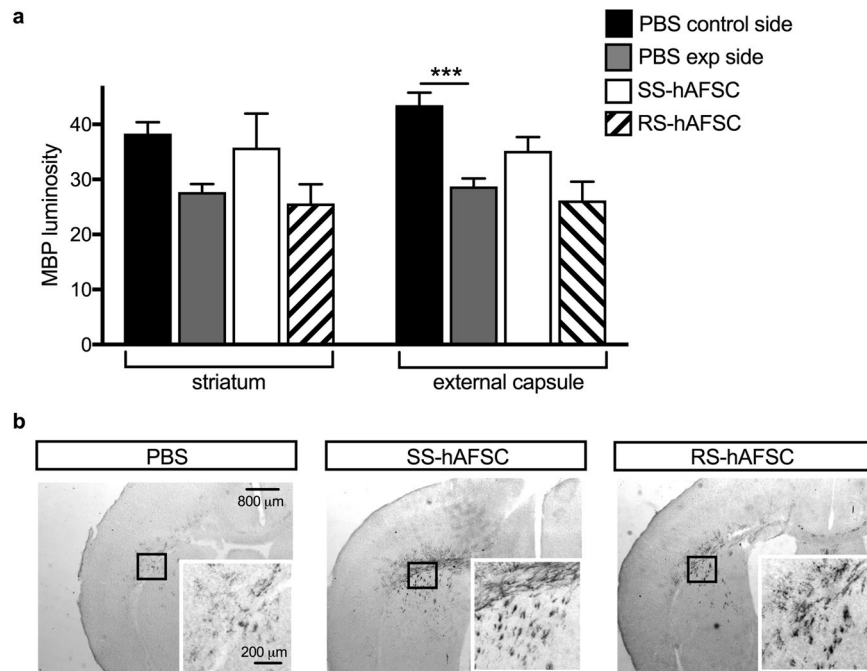 a
PBS control side
PBS exp side
SS-hAFSC
RS-hAFSC
***
MBP luminosity
40
30
20
10
0
striatum
external capsule
b
PBS
SS-hAFSC
RS-hAFSC
800 μm
200 μm